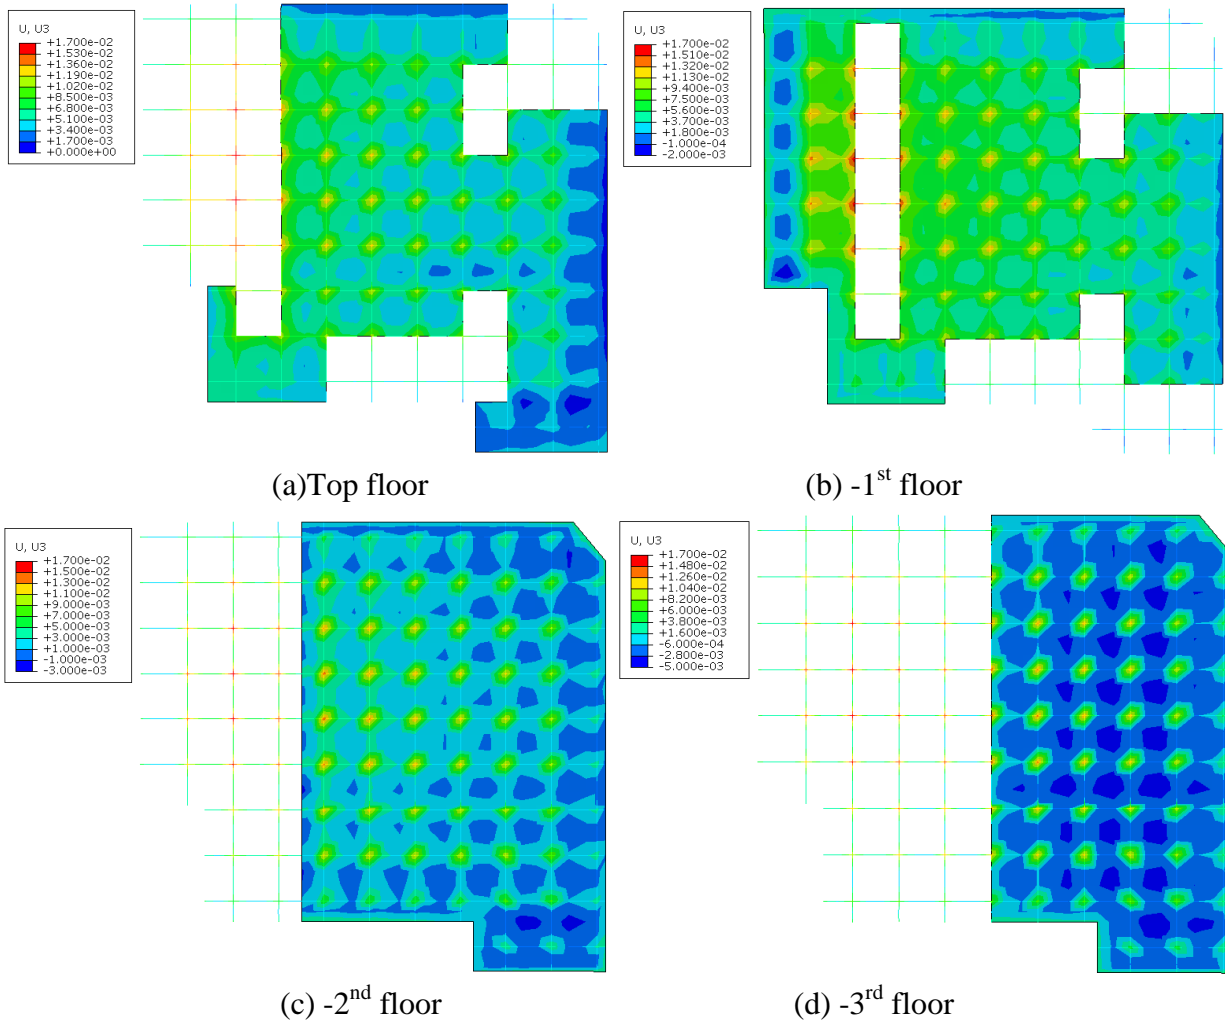 U, U3
+1.700e-02
+1.530e-02
+1.360e-02
+1.190e-02
+1.020e-02
+8.500e-03
+6.800e-03
+5.100e-03
+3.400e-03
+1.700e-03
+0.000e+00
U, U3
+1.700e-02
+1.510e-02
+1.320e-02
+1.130e-02
+9.400e-03
+7.500e-03
+5.600e-03
+3.700e-03
+1.800e-03
-1.000e-04
-2.000e-03
(a)Top floor
(b) -1st floor
U, U3
+1.700e-02
+1.500e-02
+1.300e-02
+1.100e-02
+9.000e-03
+7.000e-03
+5.000e-03
+3.000e-03
+1.000e-03
-1.000e-03
-3.000e-03
U, U3
+1.700e-02
+1.480e-02
+1.260e-02
+1.040e-02
+8.200e-03
+6.000e-03
+3.800e-03
+1.600e-03
-6.000e-04
-2.800e-03
-5.000e-03
(c) -2nd floor
(d) -3rd floor